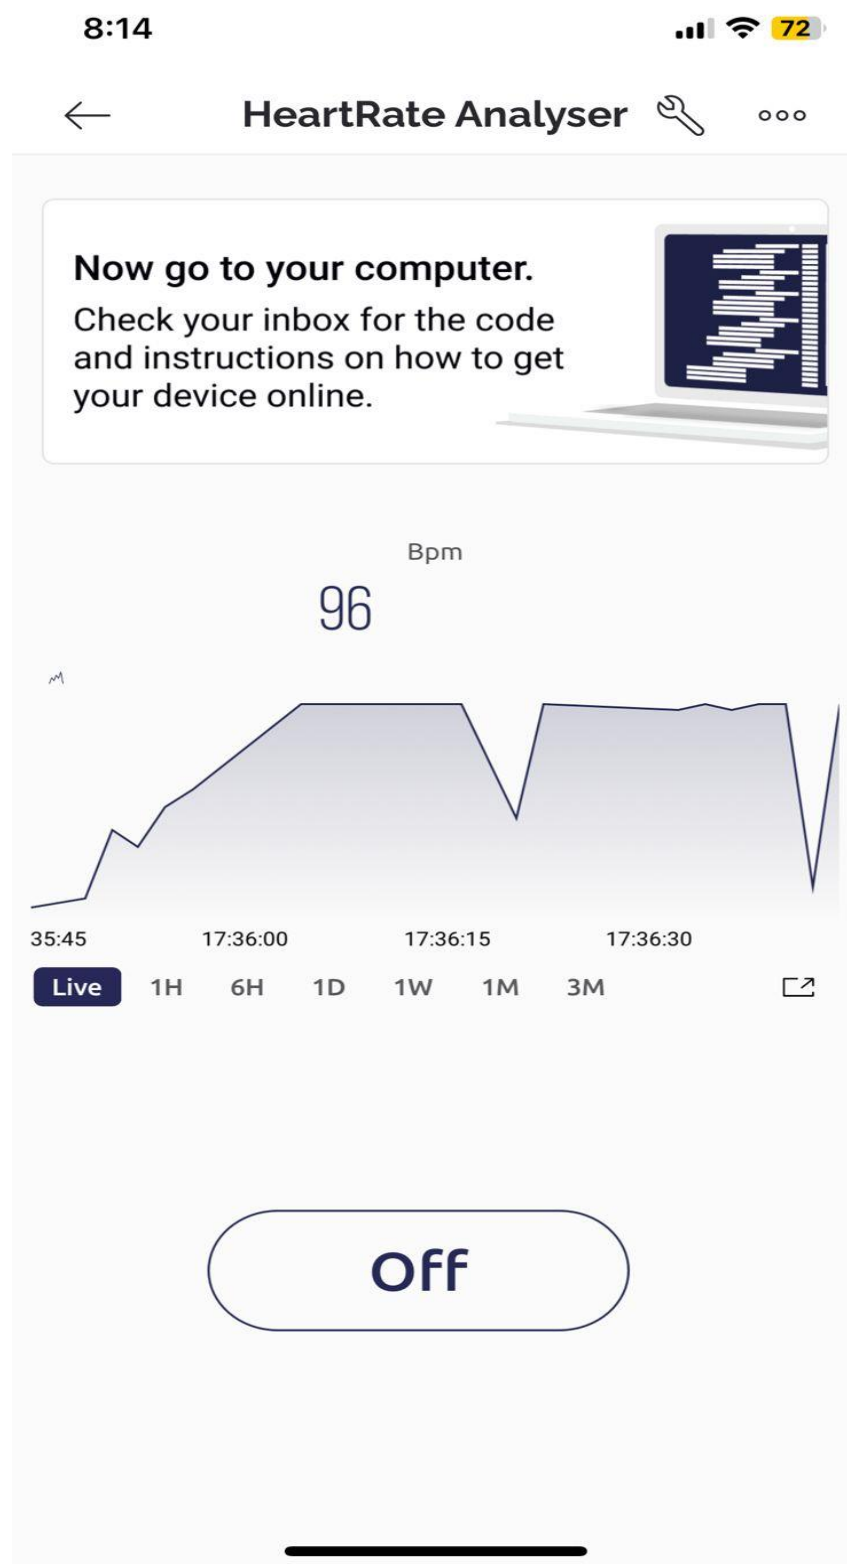 8:14 72
HeartRate Analyser
Now go to your computer.
Check your inbox for the code
and instructions on how to get
your device online.
Bpm
96
35:45 17:36:00 17:36:15 17:36:30
Live 1H 6H 1D 1W 1M 3M
Off